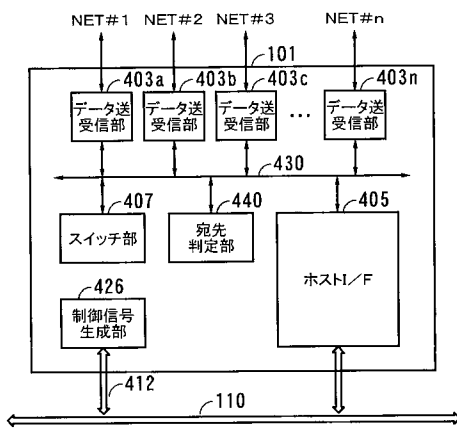 NET#1 NET#2 NET#3 NET#n
101
403a 403b 403c 403n
データ送
受信部
データ送
受信部
データ送
受信部
…
データ送
受信部
430
407
スイッチ部
440
宛先
判定部
405
ホストI/F
426
制御信号
生成部
412
110